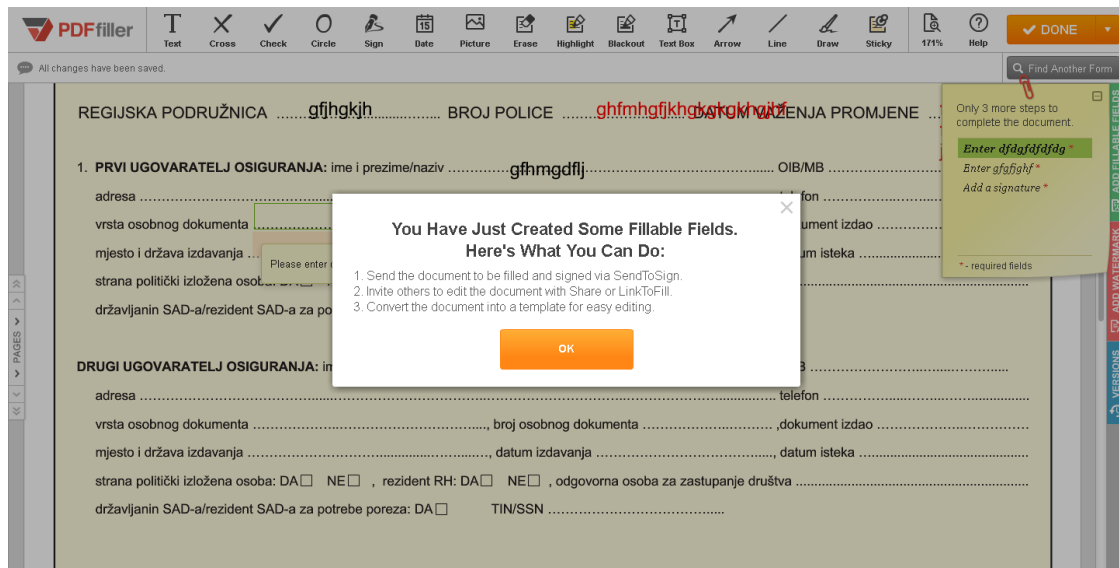 PDFfiller
Text Cross Check Circle Sign Date Picture Erase Highlight Blackout Text Box Arrow Line Draw Sticky 171% Help DONE
All changes have been saved.
Find Another Form
REGIJSKA PODRUŽNICA ......gfjhgkjh................ BROJ POLICE ......ghfmhgfjkhgkgkgkhgjhf
DATUM VAŽENJA PROMJENE ...
1. PRVI UGOVARATELJ OSIGURANJA: ime i prezime/naziv ............gfhmgdflj............ OIB/MB
adresa
vrsta osobnog dokumenta
mjesto i država izdavanja
Please enter
strana politički izložena
državljanin SAD-a/rezident SAD-a za
You Have Just Created Some Fillable Fields.
Here's What You Can Do:
1. Send the document to be filled and signed via SendToSign.
2. Invite others to edit the document with Share or LinkToFill.
3. Convert the document into a template for easy editing.
OK
izdao
isteka
Only 3 more steps to
complete the document.
Enter dfdgfdfdfdg *
Enter gfgfjghf *
Add a signature *
* - required fields
ADD FILLABLE FIELDS
ADD WATERMARK
VERSIONS
PAGES
DRUGI UGOVARATELJ OSIGURANJA:
adresa ........ telefon ........
vrsta osobnog dokumenta ........, broj osobnog dokumenta ........ ,dokument izdao ........
mjesto i država izdavanja ........, datum izdavanja ........, datum isteka ........
strana politički izložena osoba: DA☐ NE☐ , rezident RH: DA☐ NE☐ , odgovorna osoba za zastupanje društva ........
državljanin SAD-a/rezident SAD-a za potrebe poreza: DA☐ TIN/SSN ........